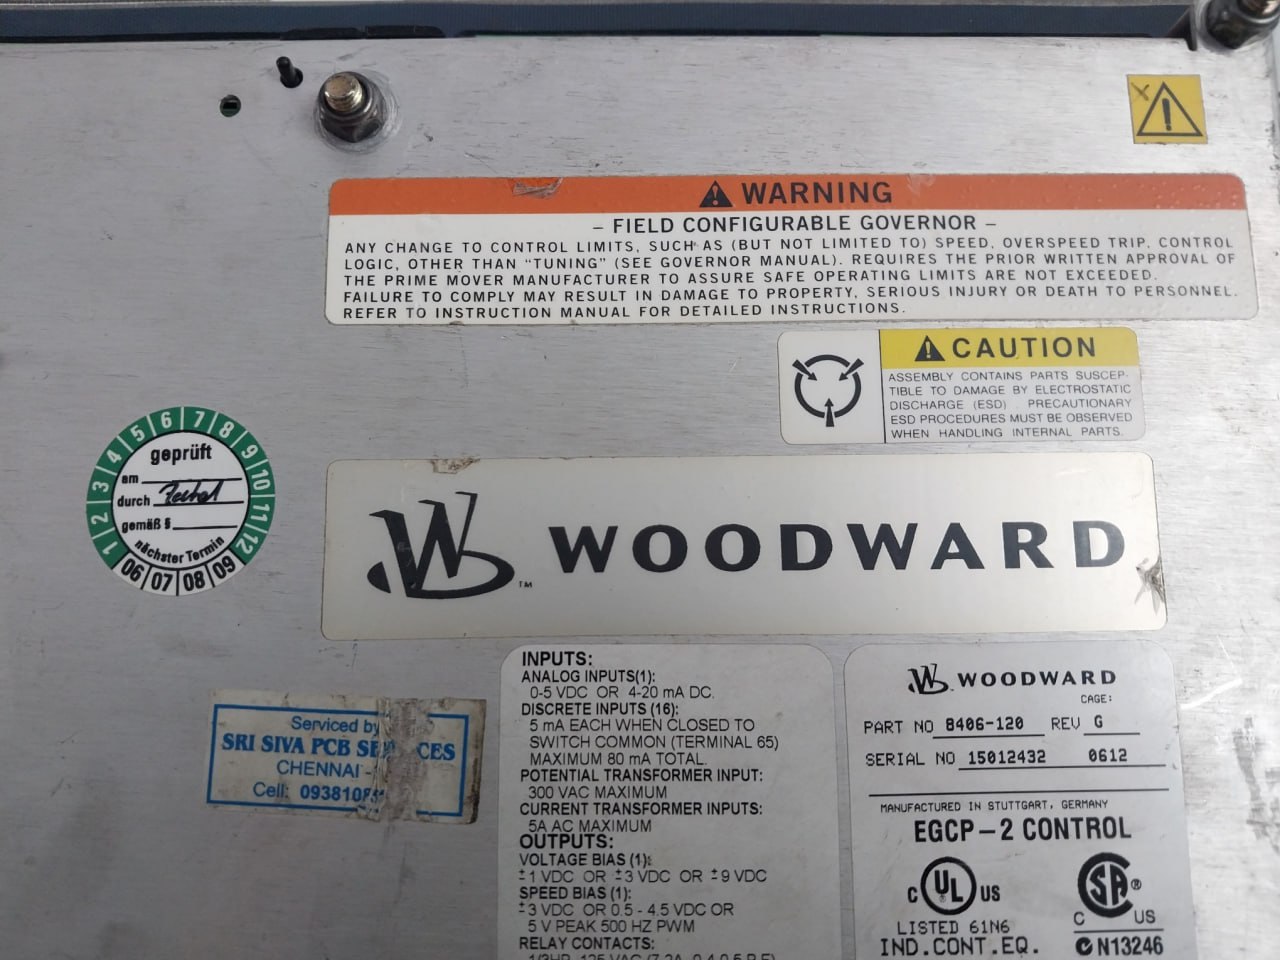 WARNING
– FIELD CONFIGURABLE GOVERNOR –
ANY CHANGE TO CONTROL LIMITS, SUCH AS (BUT NOT LIMITED TO) SPEED, OVERSPEED TRIP, CONTROL
LOGIC, OTHER THAN "TUNING" (SEE GOVERNOR MANUAL). REQUIRES THE PRIOR WRITTEN APPROVAL OF
THE PRIME MOVER MANUFACTURER TO ASSURE SAFE OPERATING LIMITS ARE NOT EXCEEDED.
FAILURE TO COMPLY MAY RESULT IN DAMAGE TO PROPERTY, SERIOUS INJURY OR DEATH TO PERSONNEL.
REFER TO INSTRUCTION MANUAL FOR DETAILED INSTRUCTIONS.
CAUTION
ASSEMBLY CONTAINS PARTS SUSCEP-
TIBLE TO DAMAGE BY ELECTROSTATIC
DISCHARGE (ESD) PRECAUTIONARY
ESD PROCEDURES MUST BE OBSERVED
WHEN HANDLING INTERNAL PARTS.
1 2 3 4 5 6 7 8 9 10 11 12
geprüft
am
durch
gemäß §
nächster Termin
06 07 08 09
W TM WOODWARD
Serviced by
SRI SIVA PCB SE CES
CHENNAI-
Cell: 0938108
INPUTS:
ANALOG INPUTS(1):
0-5 VDC OR 4-20 mA DC.
DISCRETE INPUTS (16):
5 mA EACH WHEN CLOSED TO
SWITCH COMMON (TERMINAL 65)
MAXIMUM 80 mA TOTAL.
POTENTIAL TRANSFORMER INPUT:
300 VAC MAXIMUM
CURRENT TRANSFORMER INPUTS:
5A AC MAXIMUM
OUTPUTS:
VOLTAGE BIAS (1):
±1 VDC OR ±3 VDC OR ±9 VDC
SPEED BIAS (1):
±3 VDC OR 0.5 - 4.5 VDC OR
5 V PEAK 500 HZ PWM
RELAY CONTACTS:
W TM WOODWARD
CAGE:
PART NO 8406-120 REV G
SERIAL NO 15012432 0612
MANUFACTURED IN STUTTGART, GERMANY
EGCP-2 CONTROL
C UL ® US
LISTED 61N6
IND.CONT.EQ.
SA ®
C US
N13246